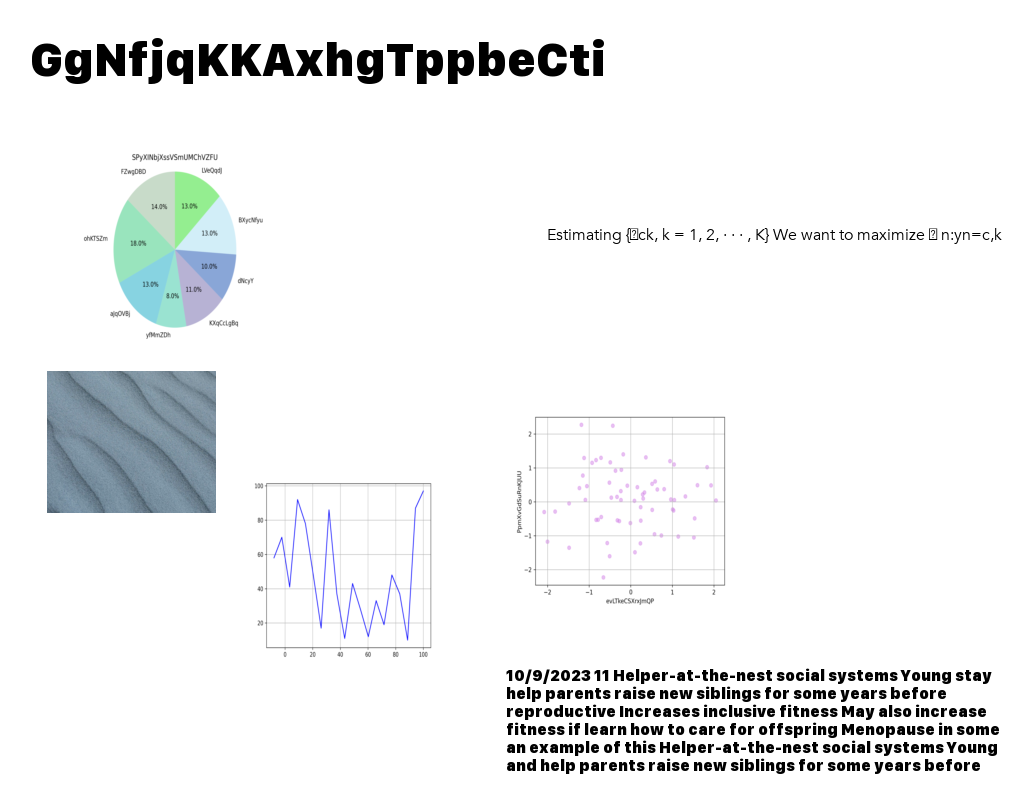 GgNfjqKKAxhgTppbeCti
SPyXINbjXssVSmUMChVZFU
FZwgDBD
LVeQqdJ
14.0%
13.0%
BXycNfyu
13.0%
ohKTSZm
18.0%
10.0%
dNcyY
13.0%
11.0%
8.0%
ajqOVBj
KXqCcLgBq
yfMmZDh
Estimating {ck, k = 1, 2, · · · , K} We want to maximize n:yn=c,k
100
80
60
40
20
0 20 40 60 80 100
2
1
0
−1
−2
−2 −1 0 1 2
evLTkeCSXrxJmQP
10/9/2023 11 Helper-at-the-nest social systems Young stay
help parents raise new siblings for some years before
reproductive Increases inclusive fitness May also increase
fitness if learn how to care for offspring Menopause in some
an example of this Helper-at-the-nest social systems Young
and help parents raise new siblings for some years before